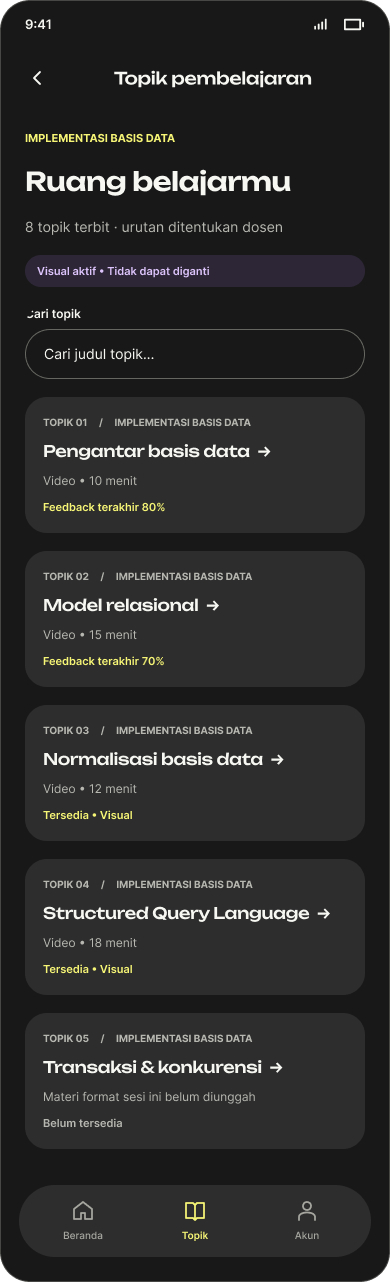 9:41
Topik pembelajaran
IMPLEMENTASI BASIS DATA
Ruang belajarmu
8 topik terbit · urutan ditentukan dosen
Visual aktif • Tidak dapat diganti
Cari topik
Cari judul topik...
TOPIK 01 / IMPLEMENTASI BASIS DATA
Pengantar basis data →
Video • 10 menit
Feedback terakhir 80%
TOPIK 02 / IMPLEMENTASI BASIS DATA
Model relasional →
Video • 15 menit
Feedback terakhir 70%
TOPIK 03 / IMPLEMENTASI BASIS DATA
Normalisasi basis data →
Video • 12 menit
Tersedia • Visual
TOPIK 04 / IMPLEMENTASI BASIS DATA
Structured Query Language →
Video • 18 menit
Tersedia • Visual
TOPIK 05 / IMPLEMENTASI BASIS DATA
Transaksi & konkurensi →
Materi format sesi ini belum diunggah
Belum tersedia
Beranda
Topik
Akun